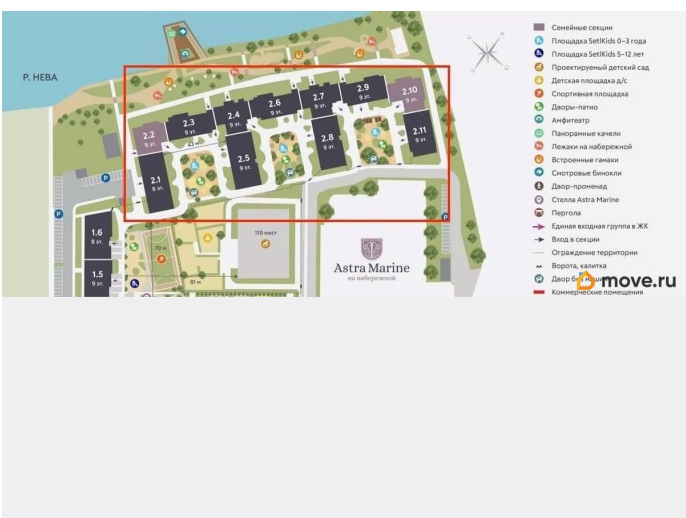 Р. НЕВА
2.2
9 эт.
2.3
9 эт.
2.4
9 эт.
2.6
9 эт.
2.7
9 эт.
2.9
9 эт.
2.10
9 эт.
2.1
9 эт.
43 м
2.5
9 эт.
2.8
9 эт.
2.11
9 эт.
P
P
P
1.6
8 эт.
1.5
9 эт.
70 м
110 мест
81 м
Astra Marine
на набережной
Семейные секции
Площадка SetlKids 0–3 года
Площадка SetlKids 5–12 лет
Проектируемый детский сад
Детская площадка д/с
Спортивная площадка
Дворы-патио
Амфитеатр
Панорамные качели
Лежаки на набережной
Встроенные гамаки
Смотровые бинокли
Двор-променад
Стелла Astra Marine
Пергола
Единая входная группа в ЖК
Вход в секции
Ограждение территории
Ворота, калитка
Двор без
Коммерческие помещения
move.ru